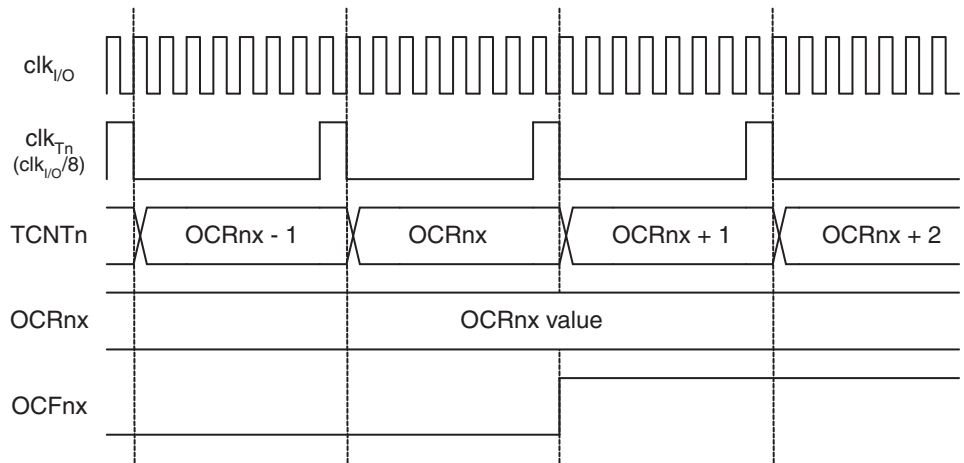 clkI/O
clkTn
(clkI/O/8)
TCNTn
OCRnx - 1
OCRnx
OCRnx + 1
OCRnx + 2
OCRnx
OCRnx value
OCFnx